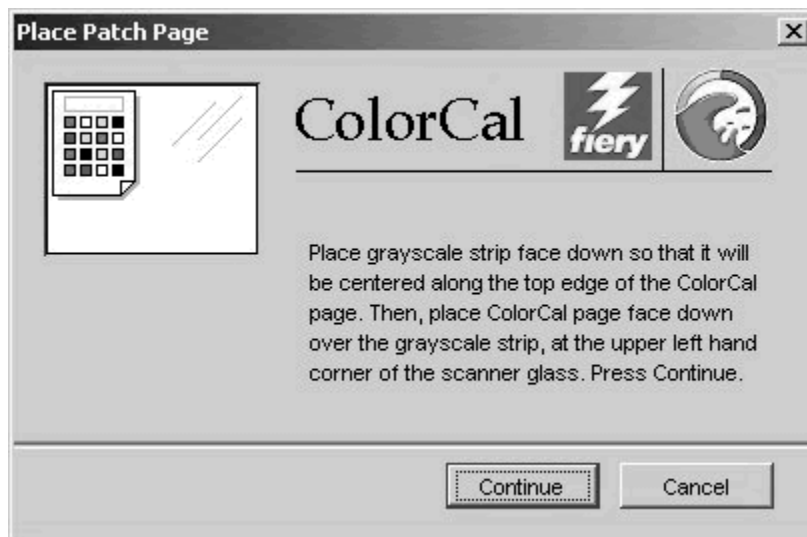 Place Patch Page
ColorCal
fiery
Place grayscale strip face down so that it will
be centered along the top edge of the ColorCal
page. Then, place ColorCal page face down
over the grayscale strip, at the upper left hand
corner of the scanner glass. Press Continue.
Continue
Cancel